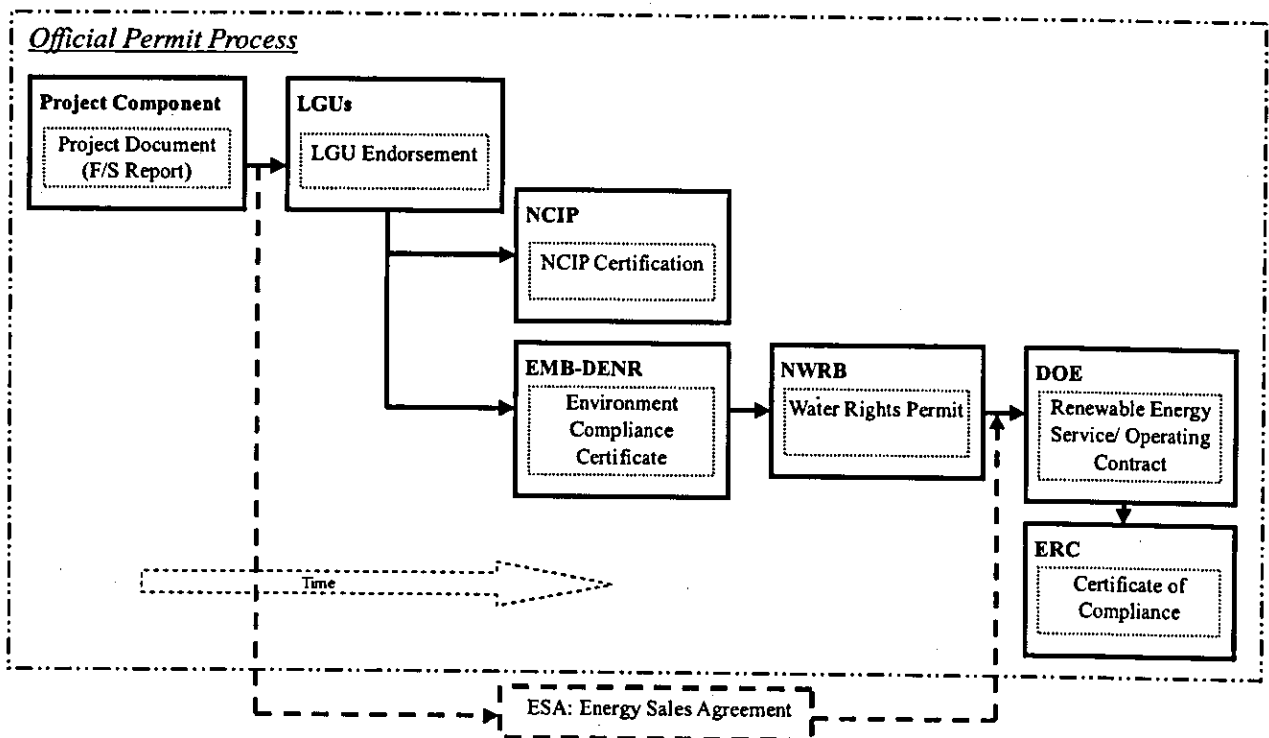 Official Permit Process
Project Component
Project Document
(F/S Report)
LGUs
LGU Endorsement
NCIP
NCIP Certification
EMB-DENR
Environment
Compliance
Certificate
NWRB
Water Rights Permit
DOE
Renewable Energy
Service/ Operating
Contract
ERC
Certificate of
Compliance
Time
ESA: Energy Sales Agreement